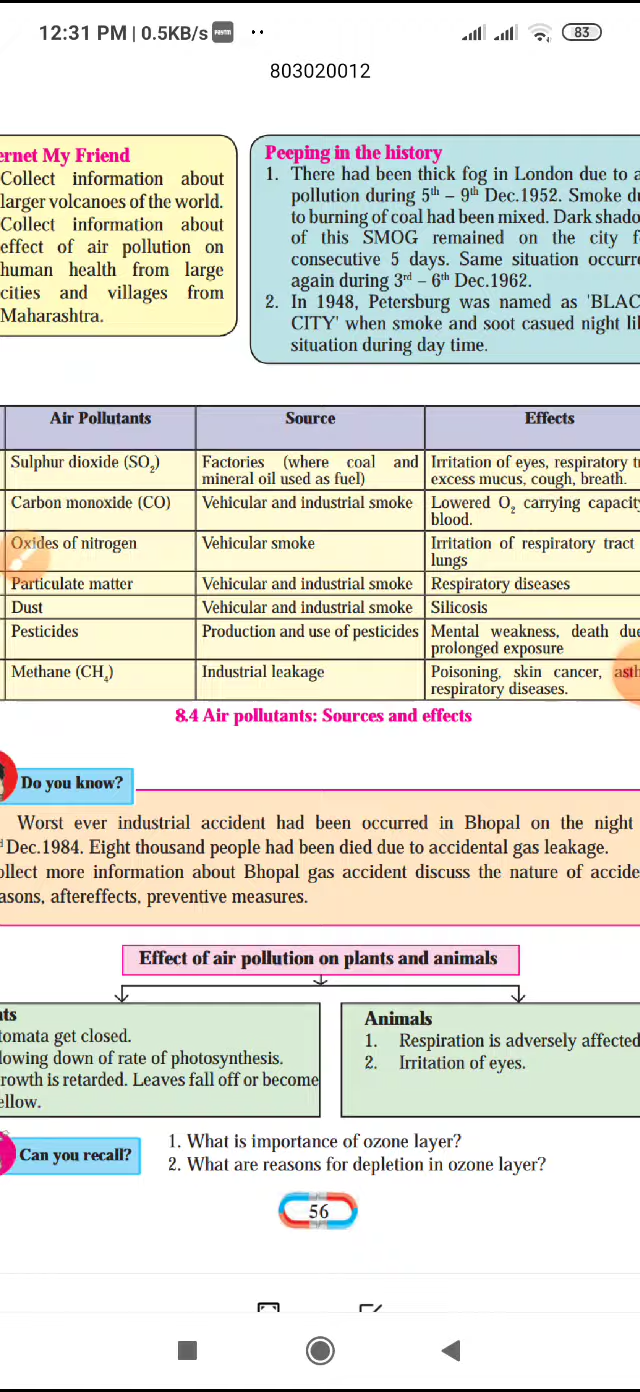 12:31 PM | 0.5KB/s
83
803020012
ernet My Friend
Collect information about
larger volcanoes of the world.
Collect information about
effect of air pollution on
human health from large
cities and villages from
Maharashtra.
Peeping in the history
1. There had been thick fog in London due to a
pollution during 5th – 9th Dec.1952. Smoke du
to burning of coal had been mixed. Dark shado
of this SMOG remained on the city f
consecutive 5 days. Same situation occurre
again during 3rd – 6th Dec.1962.
2. In 1948, Petersburg was named as 'BLAC
CITY' when smoke and soot casued night li
situation during day time.
Air Pollutants Source Effects
Sulphur dioxide (SO₂) Factories (where coal and Irritation of eyes, respiratory t
mineral oil used as fuel) excess mucus, cough, breath.
Carbon monoxide (CO) Vehicular and industrial smoke Lowered O₂ carrying capacity
blood.
Oxides of nitrogen Vehicular smoke Irritation of respiratory tract
lungs
Particulate matter Vehicular and industrial smoke Respiratory diseases
Dust Vehicular and industrial smoke Silicosis
Pesticides Production and use of pesticides Mental weakness, death due
prolonged exposure
Methane (CH₄) Industrial leakage Poisoning, skin cancer, asth
respiratory diseases.
8.4 Air pollutants: Sources and effects
Do you know?
Worst ever industrial accident had been occurred in Bhopal on the night
Dec.1984. Eight thousand people had been died due to accidental gas leakage.
ollect more information about Bhopal gas accident discuss the nature of accide
asons, aftereffects, preventive measures.
Effect of air pollution on plants and animals
nts
tomata get closed.
lowing down of rate of photosynthesis.
rowth is retarded. Leaves fall off or become
ellow.
Animals
1. Respiration is adversely affected
2. Irritation of eyes.
Can you recall?
1. What is importance of ozone layer?
2. What are reasons for depletion in ozone layer?
56